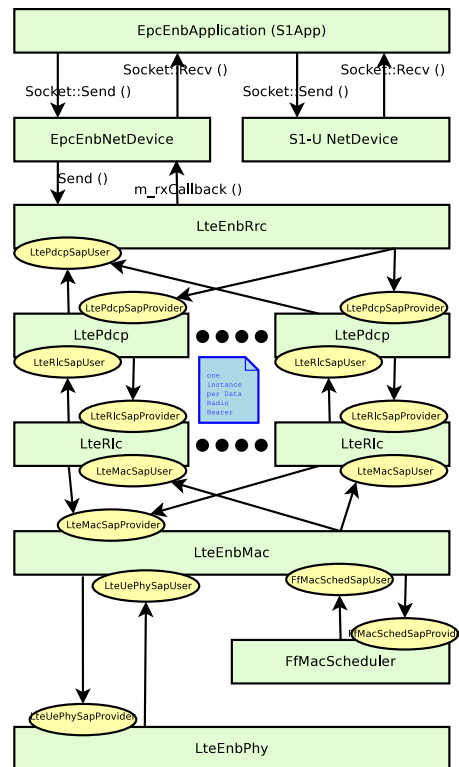 EpcEnbApplication (S1App)
Socket::Recv () Socket::Recv ()
Socket::Send () Socket::Send ()
EpcEnbNetDevice S1-U NetDevice
Send ()
m_rxCallback ()
LteEnbRrc
LtePdcpSapUser
LtePdcpSapProvider LtePdcpSapProvider
LtePdcp LtePdcp
LteRlcSapUser LteRlcSapUser
one
instance
per Data
Radio
Bearer
LteRlcSapProvider LteRlcSapProvider
LteRlc LteRlc
LteMacSapUser LteMacSapUser
LteMacSapProvider
LteEnbMac
LteUePhySapUser FfMacSchedSapUser
FfMacSchedSapProvider
FfMacScheduler
LteUePhySapProvider
LteEnbPhy